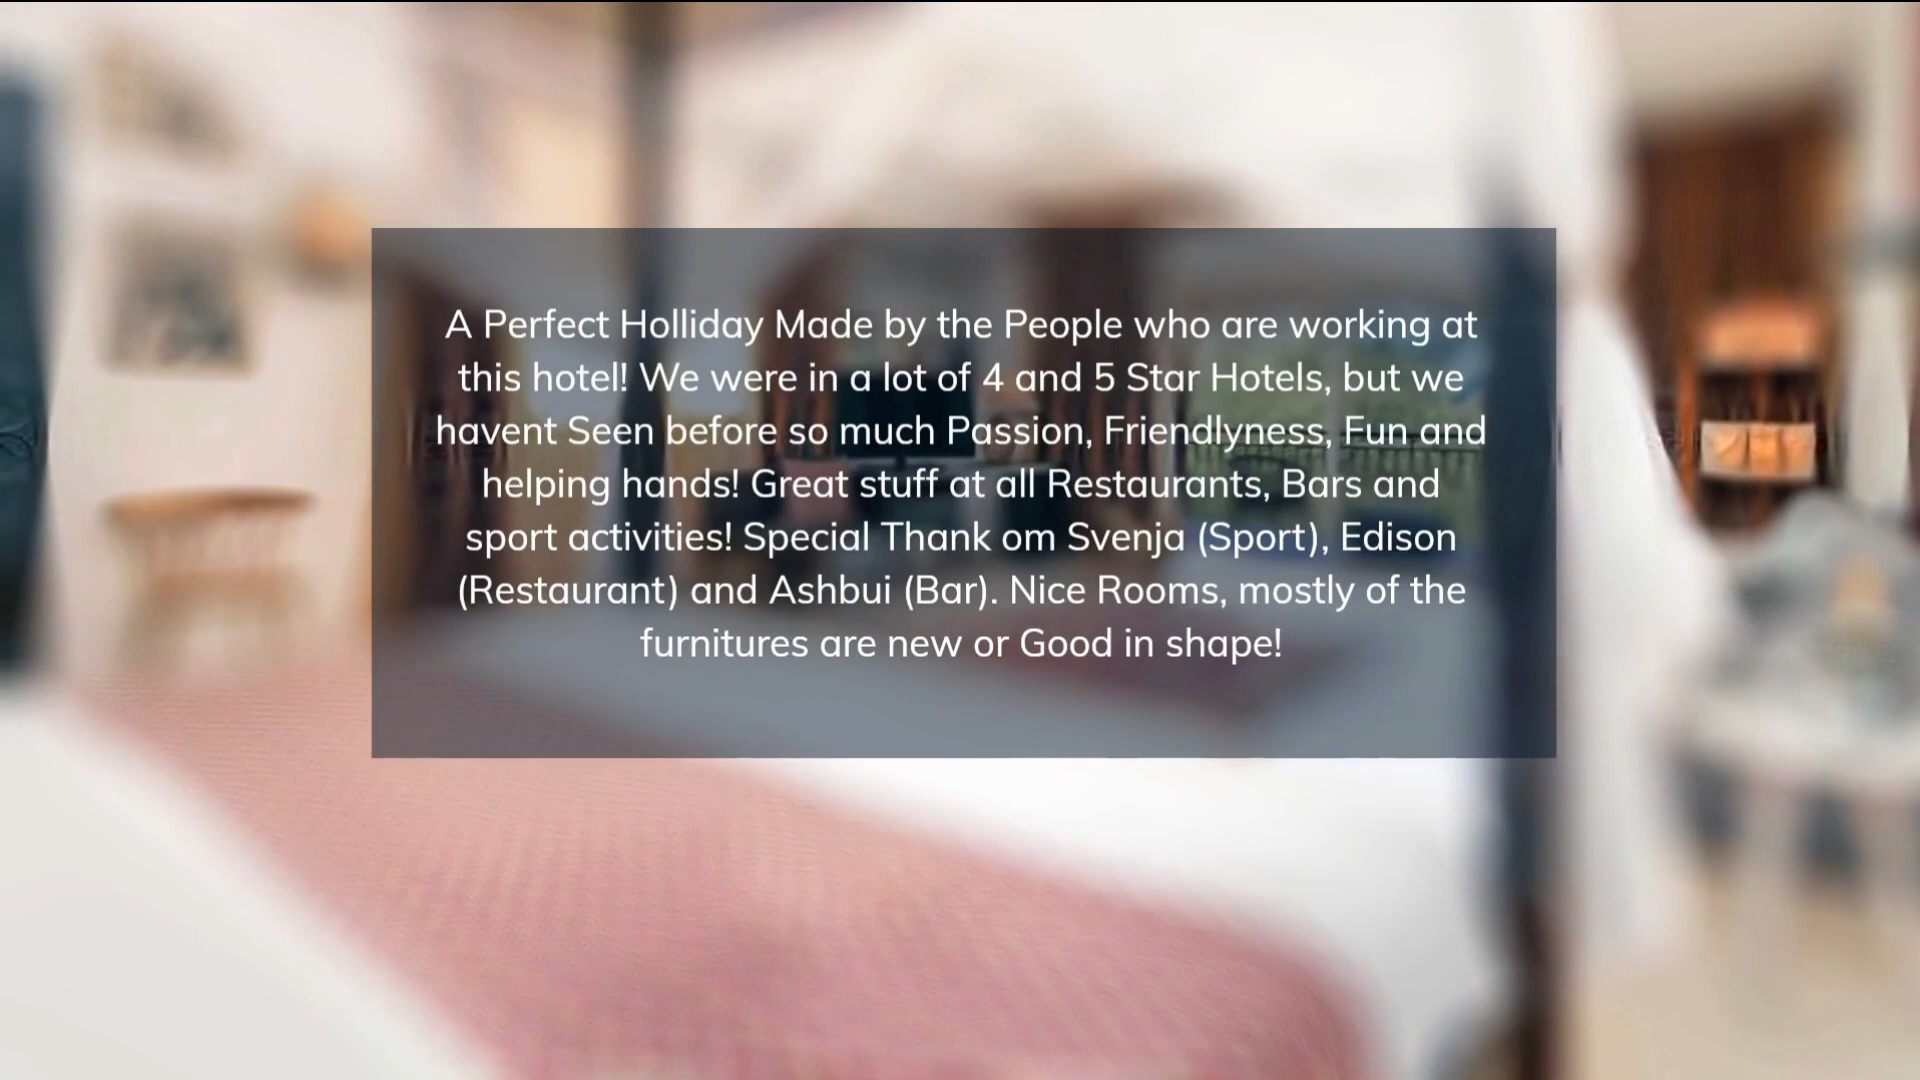 A Perfect Holliday Made by the People who are working at
this hotel! We were in a lot of 4 and 5 Star Hotels, but we
havent Seen before so much Passion, Friendlyness, Fun and
helping hands! Great stuff at all Restaurants, Bars and
sport activities! Special Thank om Svenja (Sport), Edison
(Restaurant) and Ashbui (Bar). Nice Rooms, mostly of the
furnitures are new or Good in shape!